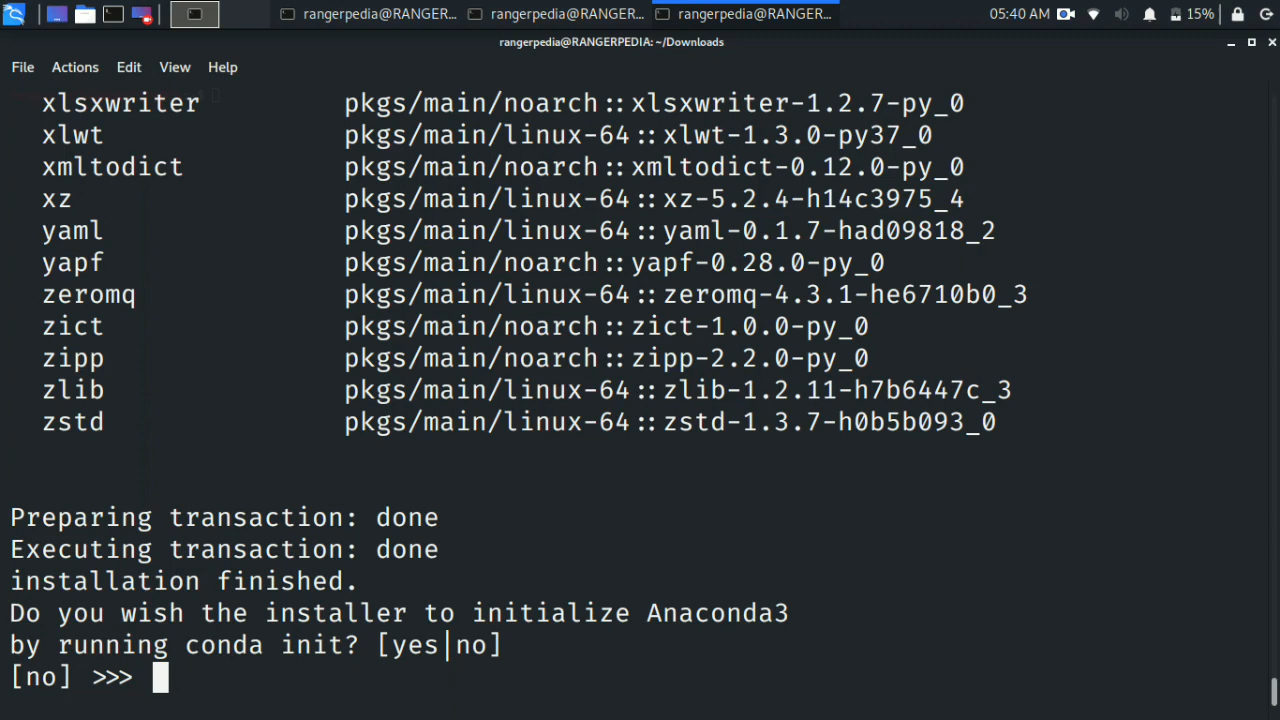 rangerpedia@RANGER... rangerpedia@RANGER... rangerpedia@RANGER... 05:40 AM 15%
rangerpedia@RANGERPEDIA: ~/Downloads
File Actions Edit View Help
xlsxwriter pkgs/main/noarch::xlsxwriter-1.2.7-py_0
xlwt pkgs/main/linux-64::xlwt-1.3.0-py37_0
xmltodict pkgs/main/noarch::xmltodict-0.12.0-py_0
xz pkgs/main/linux-64::xz-5.2.4-h14c3975_4
yaml pkgs/main/linux-64::yaml-0.1.7-had09818_2
yapf pkgs/main/noarch::yapf-0.28.0-py_0
zeromq pkgs/main/linux-64::zeromq-4.3.1-he6710b0_3
zict pkgs/main/noarch::zict-1.0.0-py_0
zipp pkgs/main/noarch::zipp-2.2.0-py_0
zlib pkgs/main/linux-64::zlib-1.2.11-h7b6447c_3
zstd pkgs/main/linux-64::zstd-1.3.7-h0b5b093_0
Preparing transaction: done
Executing transaction: done
installation finished.
Do you wish the installer to initialize Anaconda3
by running conda init? [yes|no]
[no] >>>